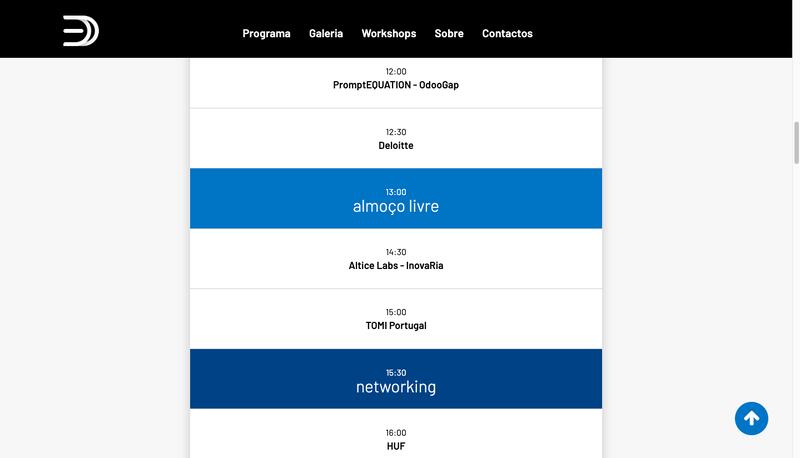 Programa Galeria Workshops Sobre Contactos
12:00
PromptEQUATION - OdooGap
12:30
Deloitte
13:00
almoço livre
14:30
Altice Labs - InovaRia
15:00
TOMI Portugal
15:30
networking
16:00
HUF